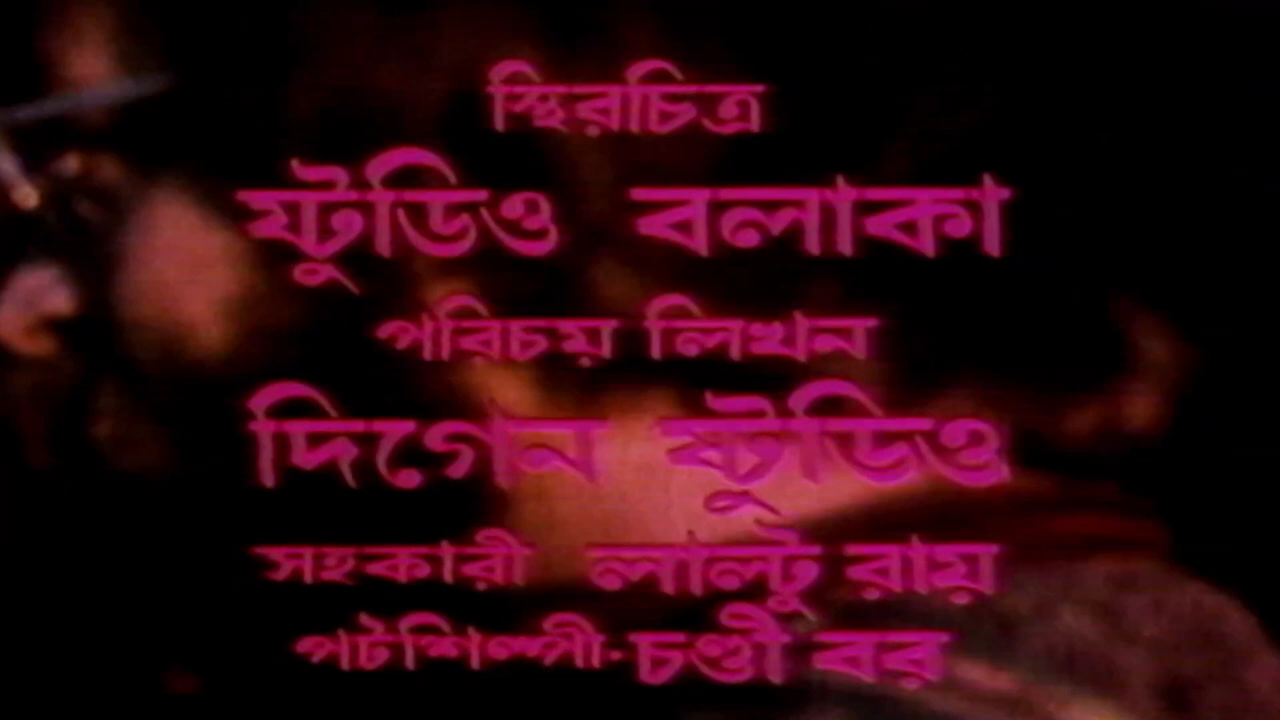 স্থিরচিত্র
ষ্টুডিও বলাকা
পরিচয় লিখন
দিগেন ষ্টুডিও
সহকারী লাল্টু রায়
পটশিল্পী·চণ্ডী বর